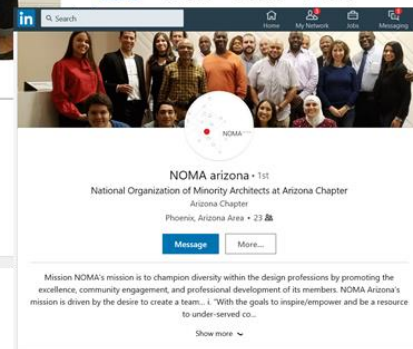 in Search
Home My Network Jobs Messaging
NOMA
NOMA arizona • 1st
National Organization of Minority Architects at Arizona Chapter
Arizona Chapter
Phoenix, Arizona Area • 23
Message More...
Mission NOMA's mission is to champion diversity within the design professions by promoting the
excellence, community engagement, and professional development of its members. NOMA Arizona's
mission is driven by the desire to create a team... i. "With the goals to inspire/empower and be a resource
to under-served co...
Show more